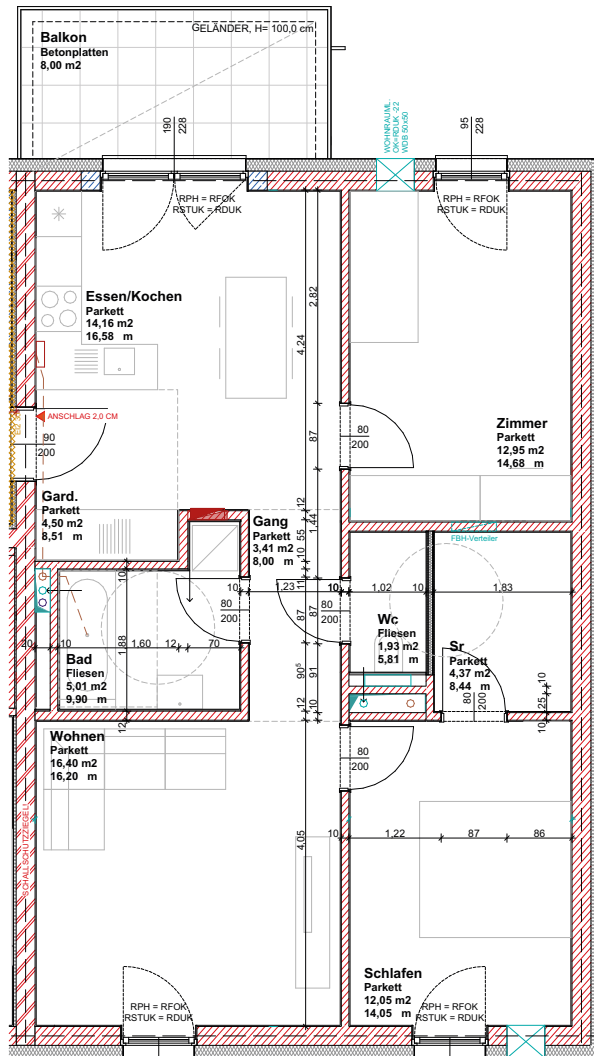 Balkon
Betonplatten
8,00 m2
GELÄNDER, H= 100,0 cm
190
228
WOHNRAUML.
OK=RDUK -22
WDB 50x50
95
228
RPH = RFOK
RSTUK = RDUK
RPH = RFOK
RSTUK = RDUK
Essen/Kochen
Parkett
14,16 m2
16,58 m
2,82
4,24
87
ANSCHLAG 2,0 CM
90
200
80
200
Zimmer
Parkett
12,95 m2
14,68 m
Gard.
Parkett
4,50 m2
8,51 m
12
1,44
55
10
Gang
Parkett
3,41 m2
8,00 m
FBH-Verteiler
10
10
1,23
10
11
1,02
10
1,83
80
200
87
87
80
200
Wc
Fliesen
1,93 m2
5,81 m
20
10
1,88
1,60
12
70
Bad
Fliesen
5,01 m2
9,90 m
90⁵
91
Sr
Parkett
4,37 m2
8,44 m
80
200
12
10
12
10
25
10
Wohnen
Parkett
16,40 m2
16,20 m
80
200
SCHALLSCHUTZZIEGEL!
4,05
10
1,22
87
86
Schlafen
Parkett
12,05 m2
14,05 m
RPH = RFOK
RSTUK = RDUK
RPH = RFOK
RSTUK = RDUK